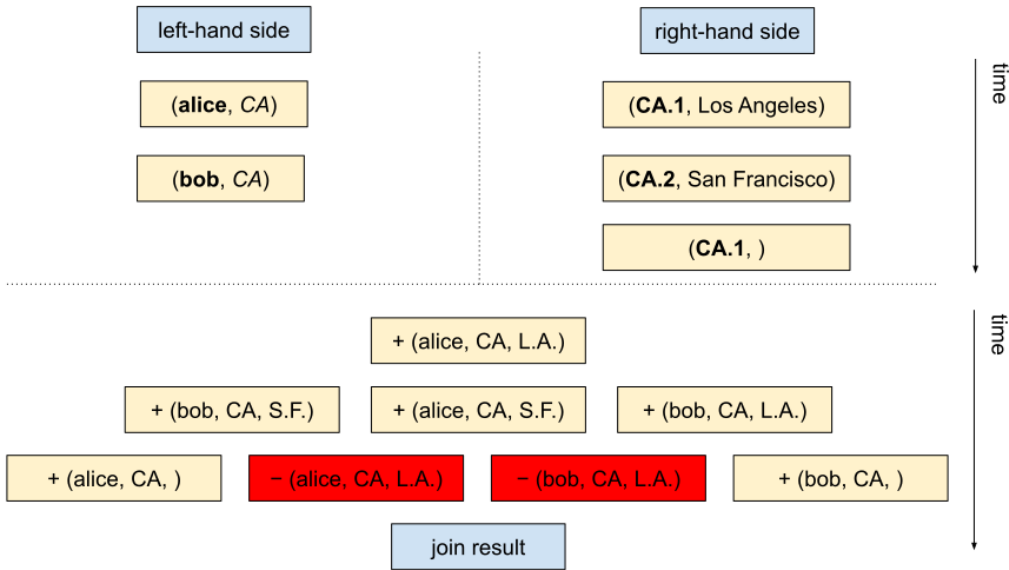 left-hand side
right-hand side
time
(alice, CA)
(CA.1, Los Angeles)
(bob, CA)
(CA.2, San Francisco)
(CA.1, )
time
+ (alice, CA, L.A.)
+ (bob, CA, S.F.)
+ (alice, CA, S.F.)
+ (bob, CA, L.A.)
+ (alice, CA, )
− (alice, CA, L.A.)
− (bob, CA, L.A.)
+ (bob, CA, )
join result